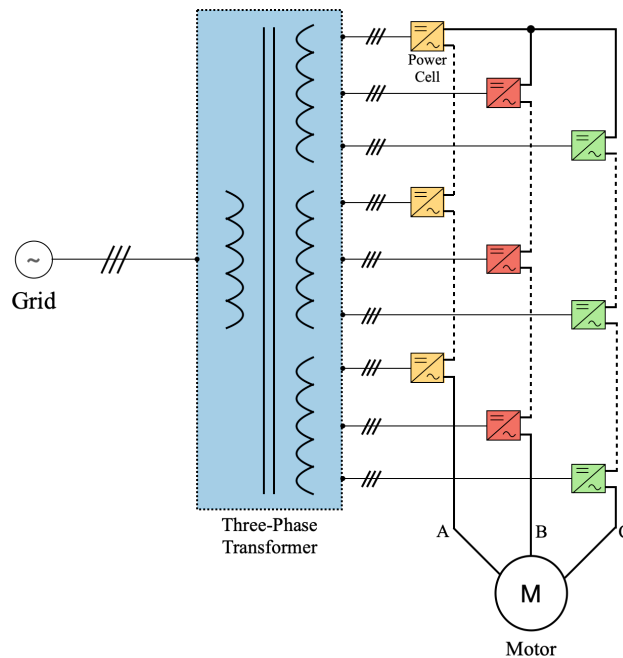 Power
Cell
~
Grid
Three-Phase
Transformer
A
B
C
M
Motor